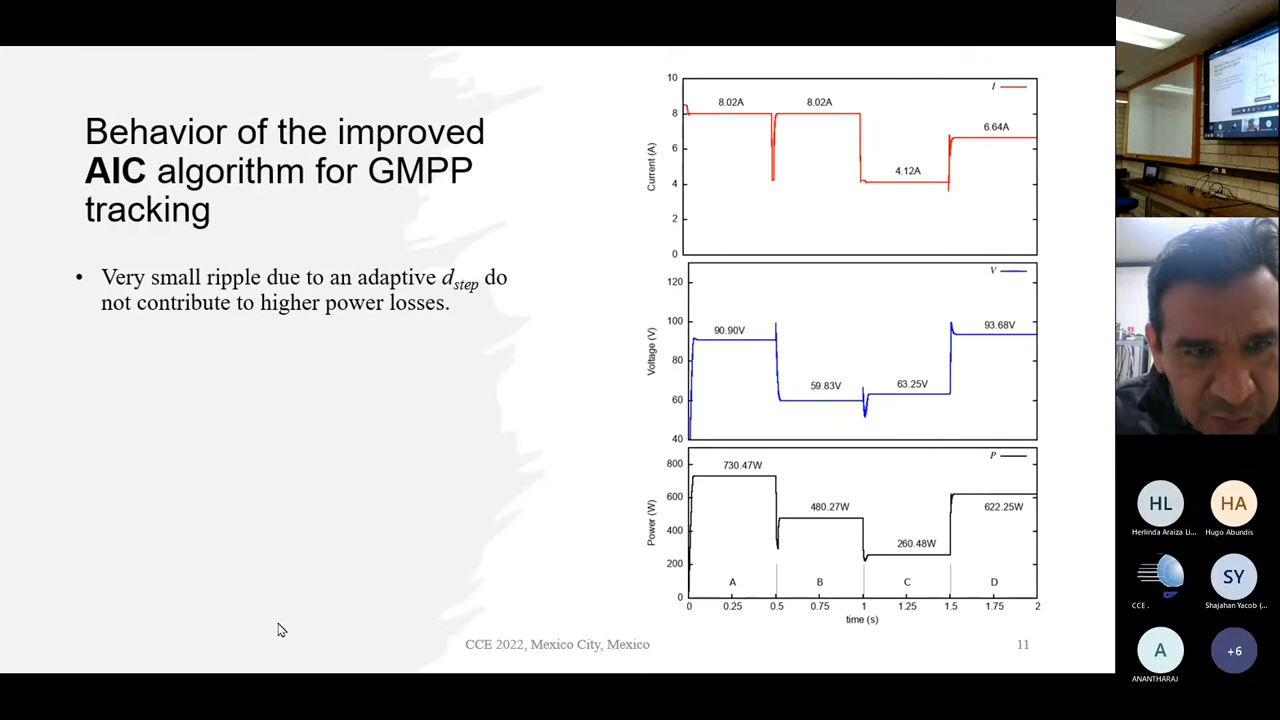 Behavior of the improved
AIC algorithm for GMPP
tracking
• Very small ripple due to an adaptive dstep do
not contribute to higher power losses.
10
8
6
4
2
0
Current (A)
I
8.02A
8.02A
4.12A
6.64A
120
100
80
60
40
Voltage (V)
V
90.90V
59.83V
63.25V
93.68V
800
600
400
200
0
Power (W)
P
730.47W
480.27W
260.48W
622.25W
A
B
C
D
0 0.25 0.5 0.75 1 1.25 1.5 1.75 2
time (s)
CCE 2022, Mexico City, Mexico
11
HL
HA
Herlinda Araiza Li...
Hugo Abundis
SY
CCE .
Shajahan Yacob (...
A
+6
ANANTHARAJ